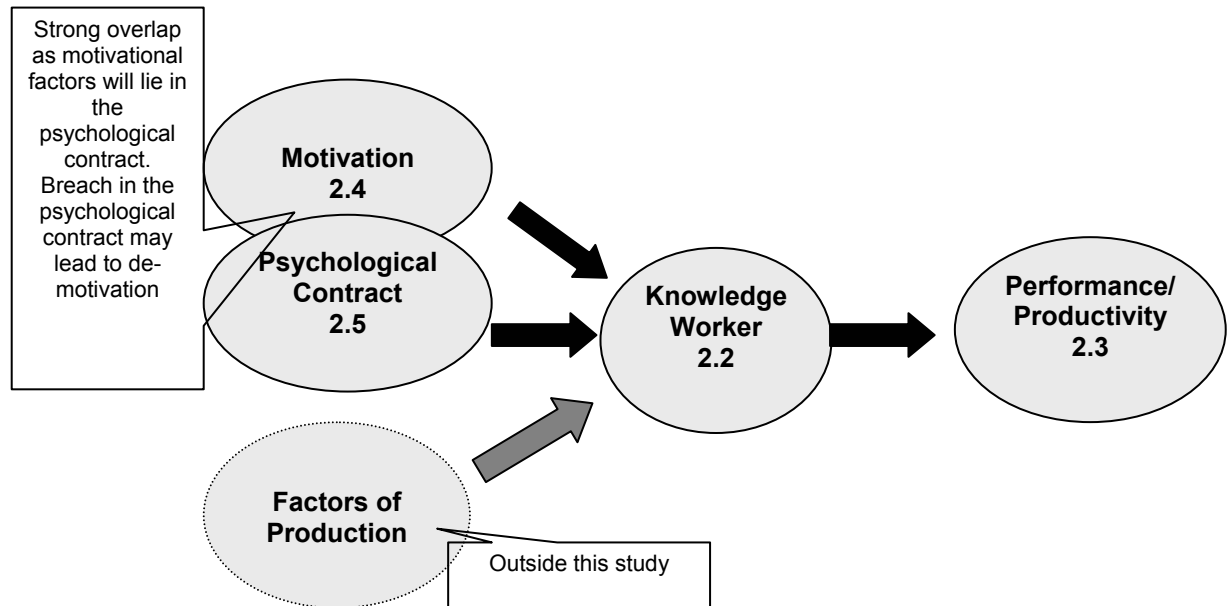 Strong overlap
as motivational
factors will lie in
the
psychological
contract.
Breach in the
psychological
contract may
lead to de-
motivation
Motivation
2.4
Psychological
Contract
2.5
Knowledge
Worker
2.2
Performance/
Productivity
2.3
Factors of
Production
Outside this study